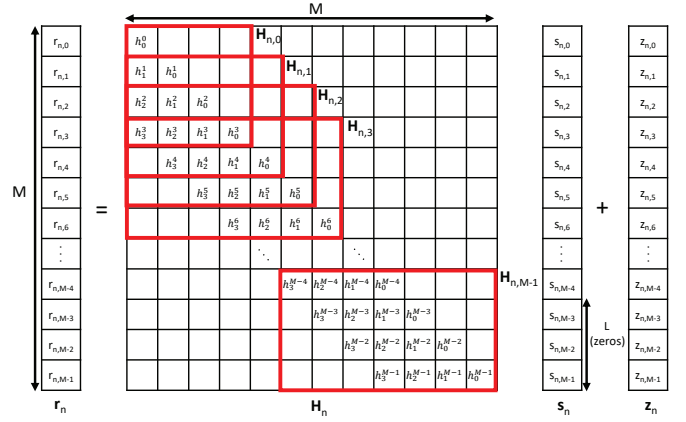 M
r_{n,0} h_0^0 H_{n,0} s_{n,0} z_{n,0}
r_{n,1} h_1^1 h_0^1 H_{n,1} s_{n,1} z_{n,1}
r_{n,2} h_2^2 h_1^2 h_0^2 H_{n,2} s_{n,2} z_{n,2}
r_{n,3} h_3^3 h_2^3 h_1^3 h_0^3 H_{n,3} s_{n,3} z_{n,3}
r_{n,4} h_3^4 h_2^4 h_1^4 h_0^4 s_{n,4} z_{n,4}
M r_{n,5} h_3^5 h_2^5 h_1^5 h_0^5 s_{n,5} z_{n,5}
r_{n,6} = h_3^6 h_2^6 h_1^6 h_0^6 s_{n,6} + z_{n,6}
⋮ ⋮ ⋱ ⋱ ⋮ ⋮ ⋮ ⋮
r_{n,M-4} h_3^{M-4} h_2^{M-4} h_1^{M-4} h_0^{M-4} H_{n,M-1} s_{n,M-4} z_{n,M-4}
r_{n,M-3} h_3^{M-3} h_2^{M-3} h_1^{M-3} h_0^{M-3} s_{n,M-3} L z_{n,M-3}
r_{n,M-2} h_3^{M-2} h_2^{M-2} h_1^{M-2} h_0^{M-2} s_{n,M-2} (zeros) z_{n,M-2}
r_{n,M-1} h_3^{M-1} h_2^{M-1} h_1^{M-1} h_0^{M-1} s_{n,M-1} z_{n,M-1}
r_n H_n s_n z_n